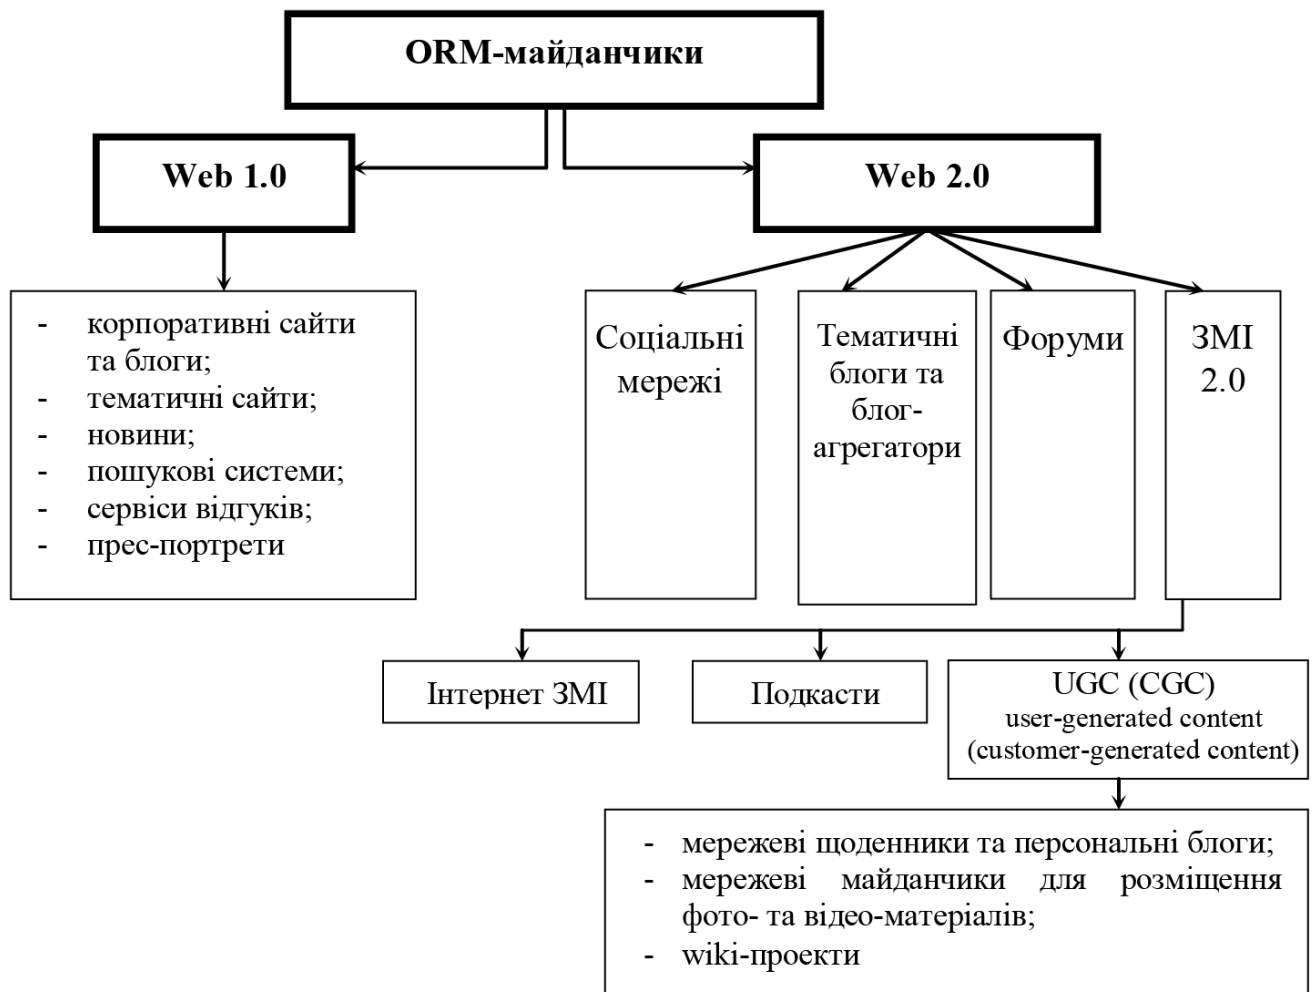 ORM-майданчики
Web 1.0
Web 2.0
- корпоративні сайти
та блоги;
- тематичні сайти;
- новини;
- пошукові системи;
- сервіси відгуків;
- прес-портрети
Соціальні
мережі
Тематичні
блоги та
блог-
агрегатори
Форуми
ЗМІ
2.0
Інтернет ЗМІ
Подкасти
UGC (CGC)
user-generated content
(customer-generated content)
- мережеві щоденники та персональні блоги;
- мережеві майданчики для розміщення
фото- та відео-матеріалів;
- wiki-проекти